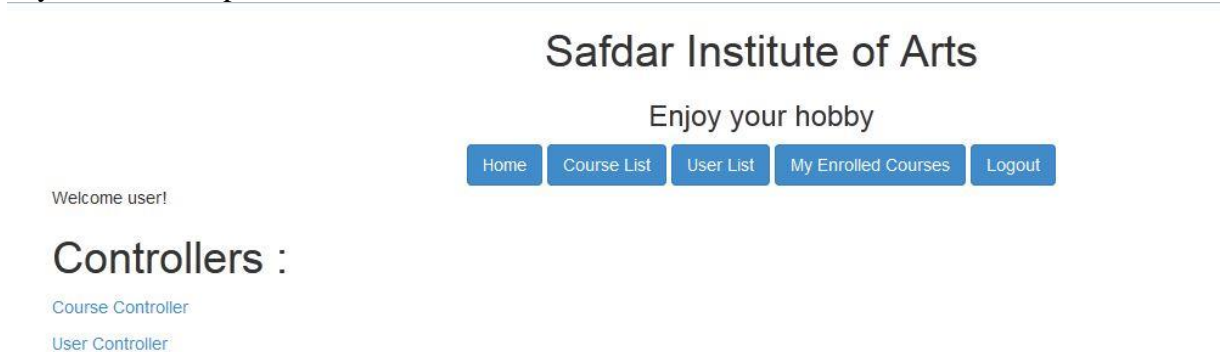 Safdar Institute of Arts
Enjoy your hobby
Home Course List User List My Enrolled Courses Logout
Welcome user!
Controllers :
Course Controller
User Controller